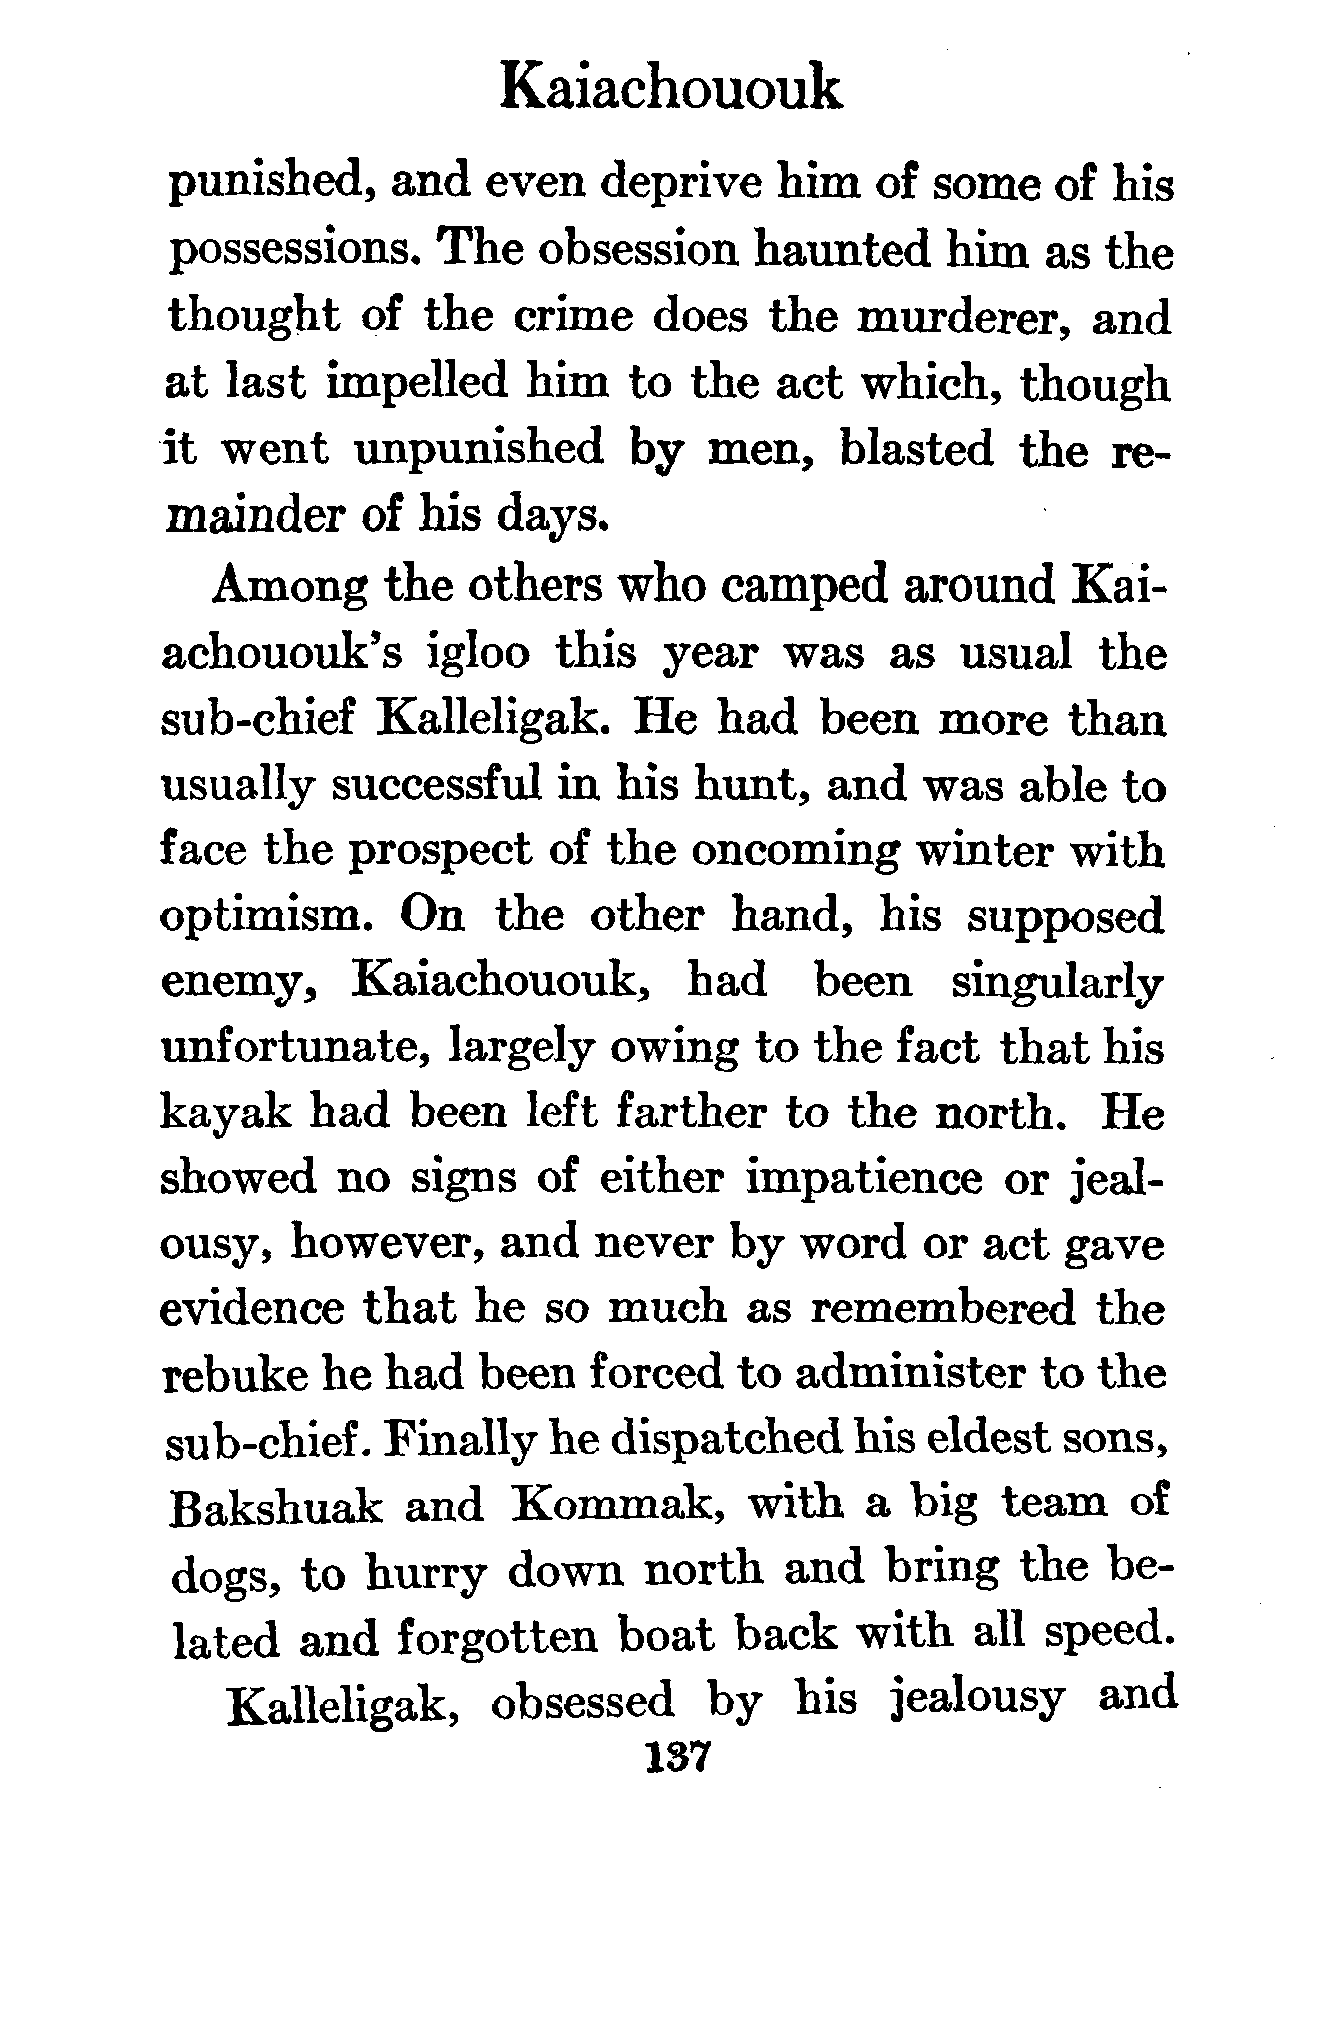 Kaiachououk
punished, and even deprive him of some of his
possessions. The obsession haunted him as the
thought of the crime does the murderer, and
at last impelled him to the act which, though
it went unpunished by men, blasted the re-
mainder of his days.
Among the others who camped around Kai-
achououk's igloo this year was as usual the
sub-chief Kalleligak. He had been more than
usually successful in his hunt, and was able to
face the prospect of the oncoming winter with
optimism. On the other hand, his supposed
enemy, Kaiachououk, had been singularly
unfortunate, largely owing to the fact that his
kayak had been left farther to the north. He
showed no signs of either impatience or jeal-
ousy, however, and never by word or act gave
evidence that he so much as remembered the
rebuke he had been forced to administer to the
sub-chief. Finally he dispatched his eldest sons,
Bakshuak and Kommak, with a big team of
dogs, to hurry down north and bring the be-
lated and forgotten boat back with all speed.
Kalleligak, obsessed by his jealousy and
137